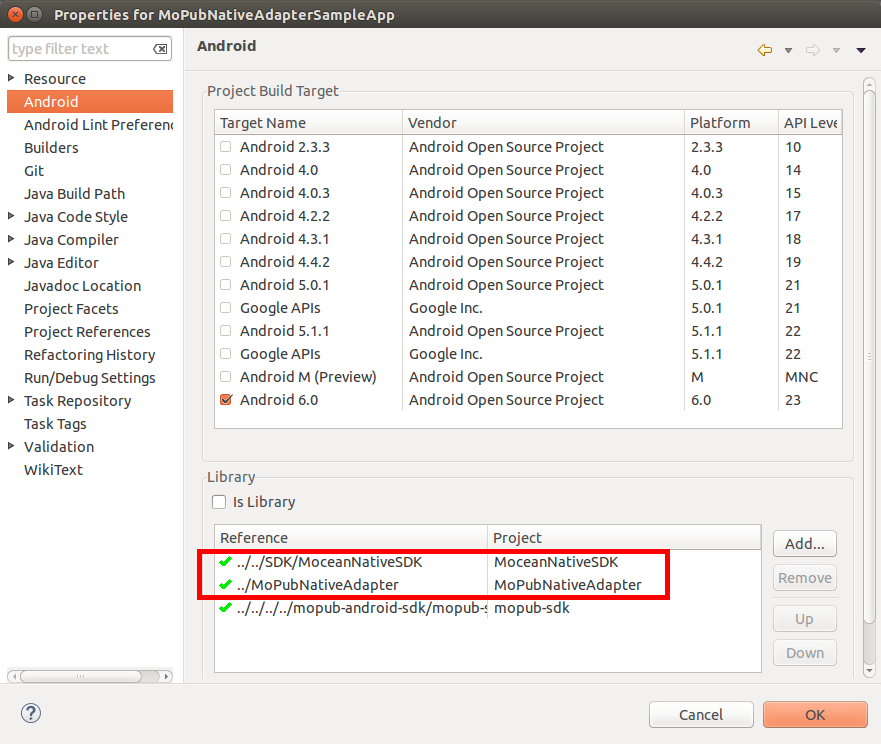 Properties for MoPubNativeAdapterSampleApp
type filter text
Android
Resource
Android
Android Lint Preferenc
Builders
Git
Java Build Path
Java Code Style
Java Compiler
Java Editor
Javadoc Location
Project Facets
Project References
Refactoring History
Run/Debug Settings
Task Repository
Task Tags
Validation
WikiText
Project Build Target
Target Name Vendor Platform API Leve
Android 2.3.3 Android Open Source Project 2.3.3 10
Android 4.0 Android Open Source Project 4.0 14
Android 4.0.3 Android Open Source Project 4.0.3 15
Android 4.2.2 Android Open Source Project 4.2.2 17
Android 4.3.1 Android Open Source Project 4.3.1 18
Android 4.4.2 Android Open Source Project 4.4.2 19
Android 5.0.1 Android Open Source Project 5.0.1 21
Google APIs Google Inc. 5.0.1 21
Android 5.1.1 Android Open Source Project 5.1.1 22
Google APIs Google Inc. 5.1.1 22
Android M (Preview) Android Open Source Project M MNC
Android 6.0 Android Open Source Project 6.0 23
Library
Is Library
Reference Project
../../SDK/MoceanNativeSDK MoceanNativeSDK
../MoPubNativeAdapter MoPubNativeAdapter
../../../../mopub-android-sdk/mopub-s mopub-sdk
Add...
Remove
Up
Down
?
Cancel OK